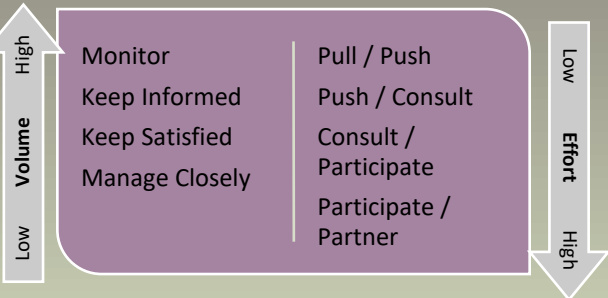 High
Volume
Low
Monitor
Keep Informed
Keep Satisfied
Manage Closely
Pull / Push
Push / Consult
Consult /
Participate
Participate /
Partner
Low
Effort
High